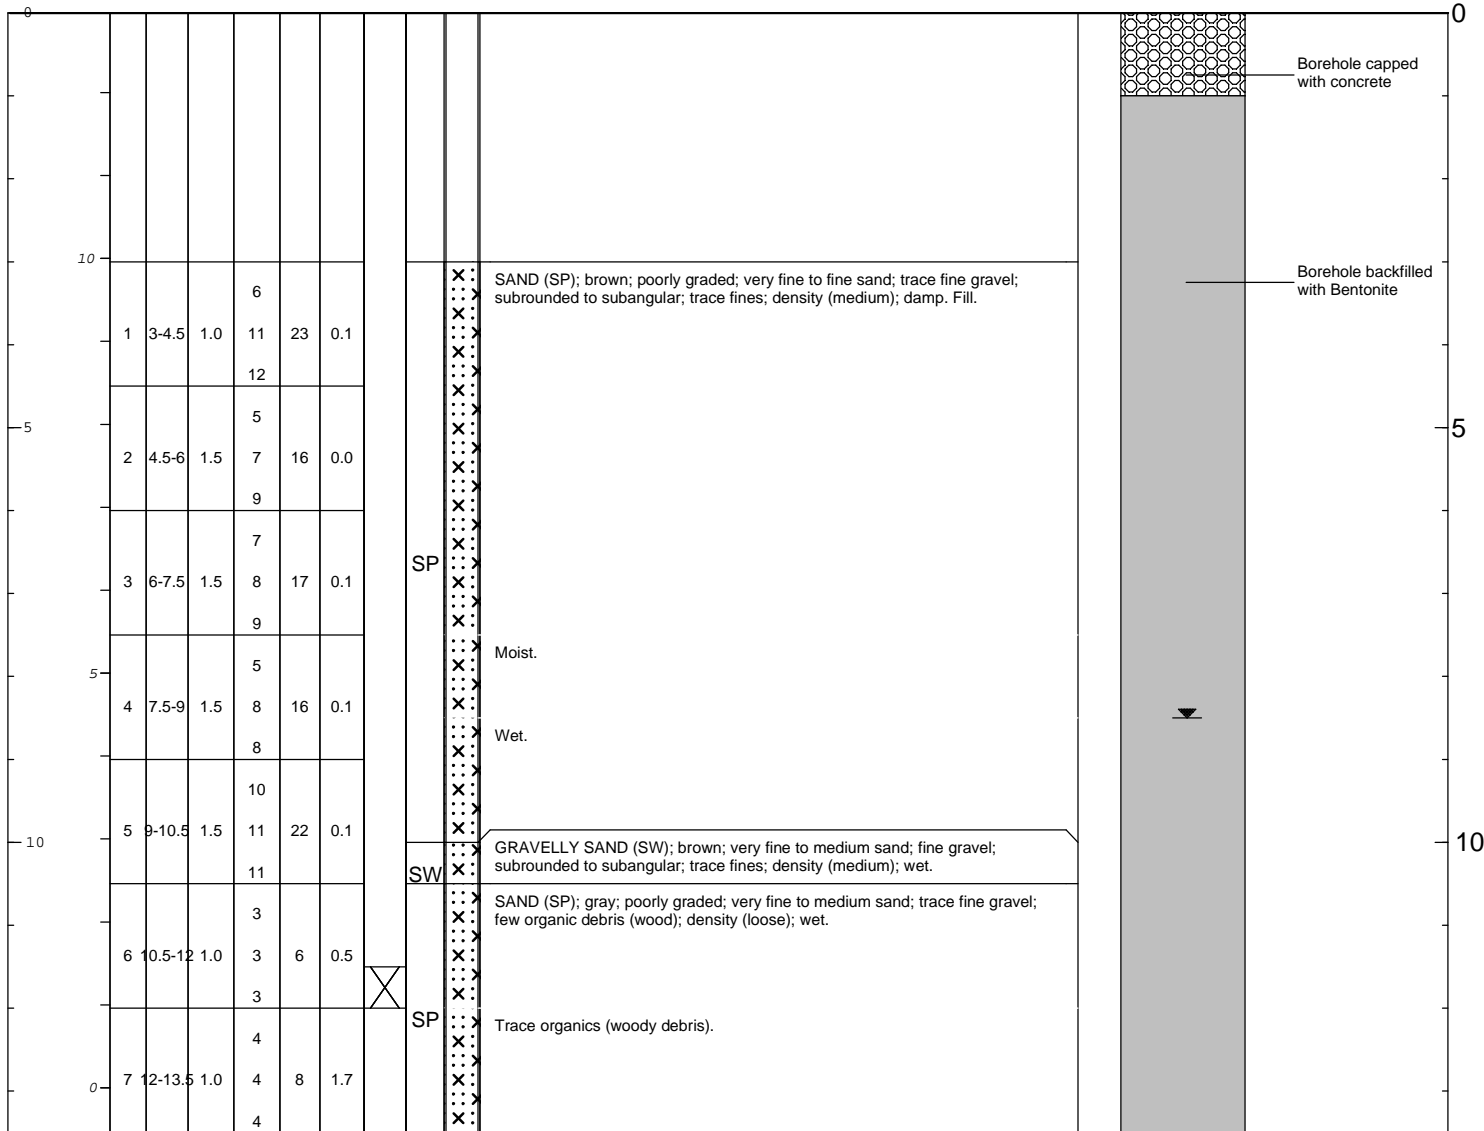 0
0
Borehole capped
with concrete
10
SAND (SP); brown; poorly graded; very fine to fine sand; trace fine gravel;
subrounded to subangular; trace fines; density (medium); damp. Fill.
Borehole backfilled
with Bentonite
6
1 3-4.5 1.0 11 23 0.1
12
5
5
5
2 4.5-6 1.5 7 16 0.0
9
7
SP
3 6-7.5 1.5 8 17 0.1
9
Moist.
5
5
4 7.5-9 1.5 8 16 0.1
Wet.
8
10
5 9-10.5 1.5 11 22 0.1
10
10
GRAVELLY SAND (SW); brown; very fine to medium sand; fine gravel;
subrounded to subangular; trace fines; density (medium); wet.
11
SW
SAND (SP); gray; poorly graded; very fine to medium sand; trace fine gravel;
few organic debris (wood); density (loose); wet.
3
6 10.5-12 1.0 3 6 0.5
3
SP
Trace organics (woody debris).
4
7 12-13.5 1.0 4 8 1.7
0
4